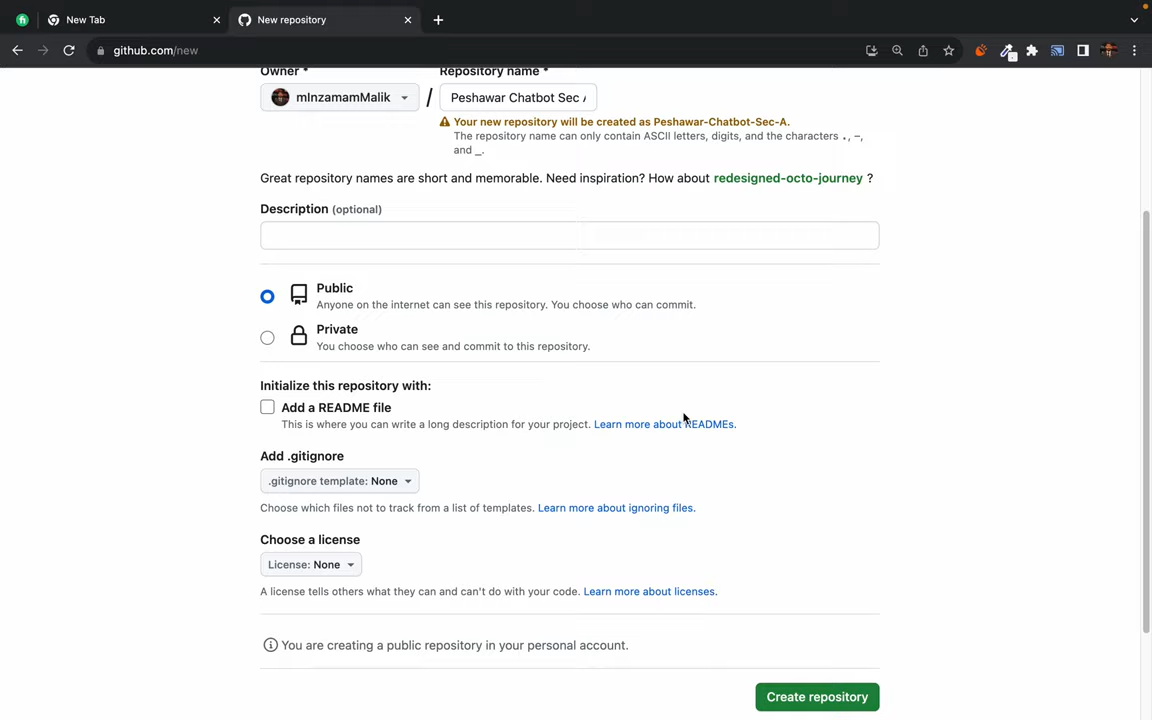 New Tab
New repository
github.com/new
Owner *
Repository name *
mInzamamMalik
/
Peshawar Chatbot Sec A
Your new repository will be created as Peshawar-Chatbot-Sec-A.
The repository name can only contain ASCII letters, digits, and the characters ., -,
and _.
Great repository names are short and memorable. Need inspiration? How about redesigned-octo-journey ?
Description (optional)
Public
Anyone on the internet can see this repository. You choose who can commit.
Private
You choose who can see and commit to this repository.
Initialize this repository with:
Add a README file
This is where you can write a long description for your project. Learn more about READMEs.
Add .gitignore
.gitignore template: None
Choose which files not to track from a list of templates. Learn more about ignoring files.
Choose a license
License: None
A license tells others what they can and can't do with your code. Learn more about licenses.
You are creating a public repository in your personal account.
Create repository